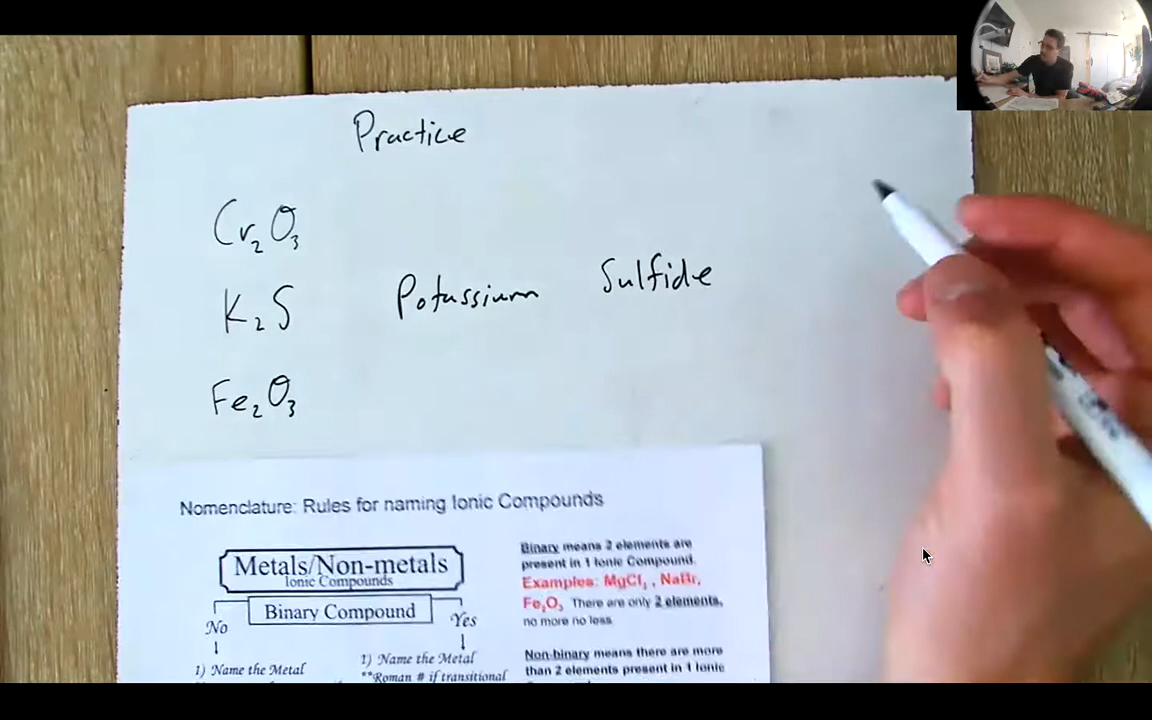 Practice
Cr₂O₃
K₂S Potassium Sulfide
Fe₂O₃
Nomenclature: Rules for naming Ionic Compounds
Metals/Non-metals
Ionic Compounds
Binary Compound
No
Yes
1) Name the Metal
1) Name the Metal
**Roman # if transitional
Binary means 2 elements are
present in 1 Ionic Compound.
Examples: MgCl₂, NaBr,
Fe₂O₃ There are only 2 elements,
no more no less.
Non-binary means there are more
than 2 elements present in 1 Ionic